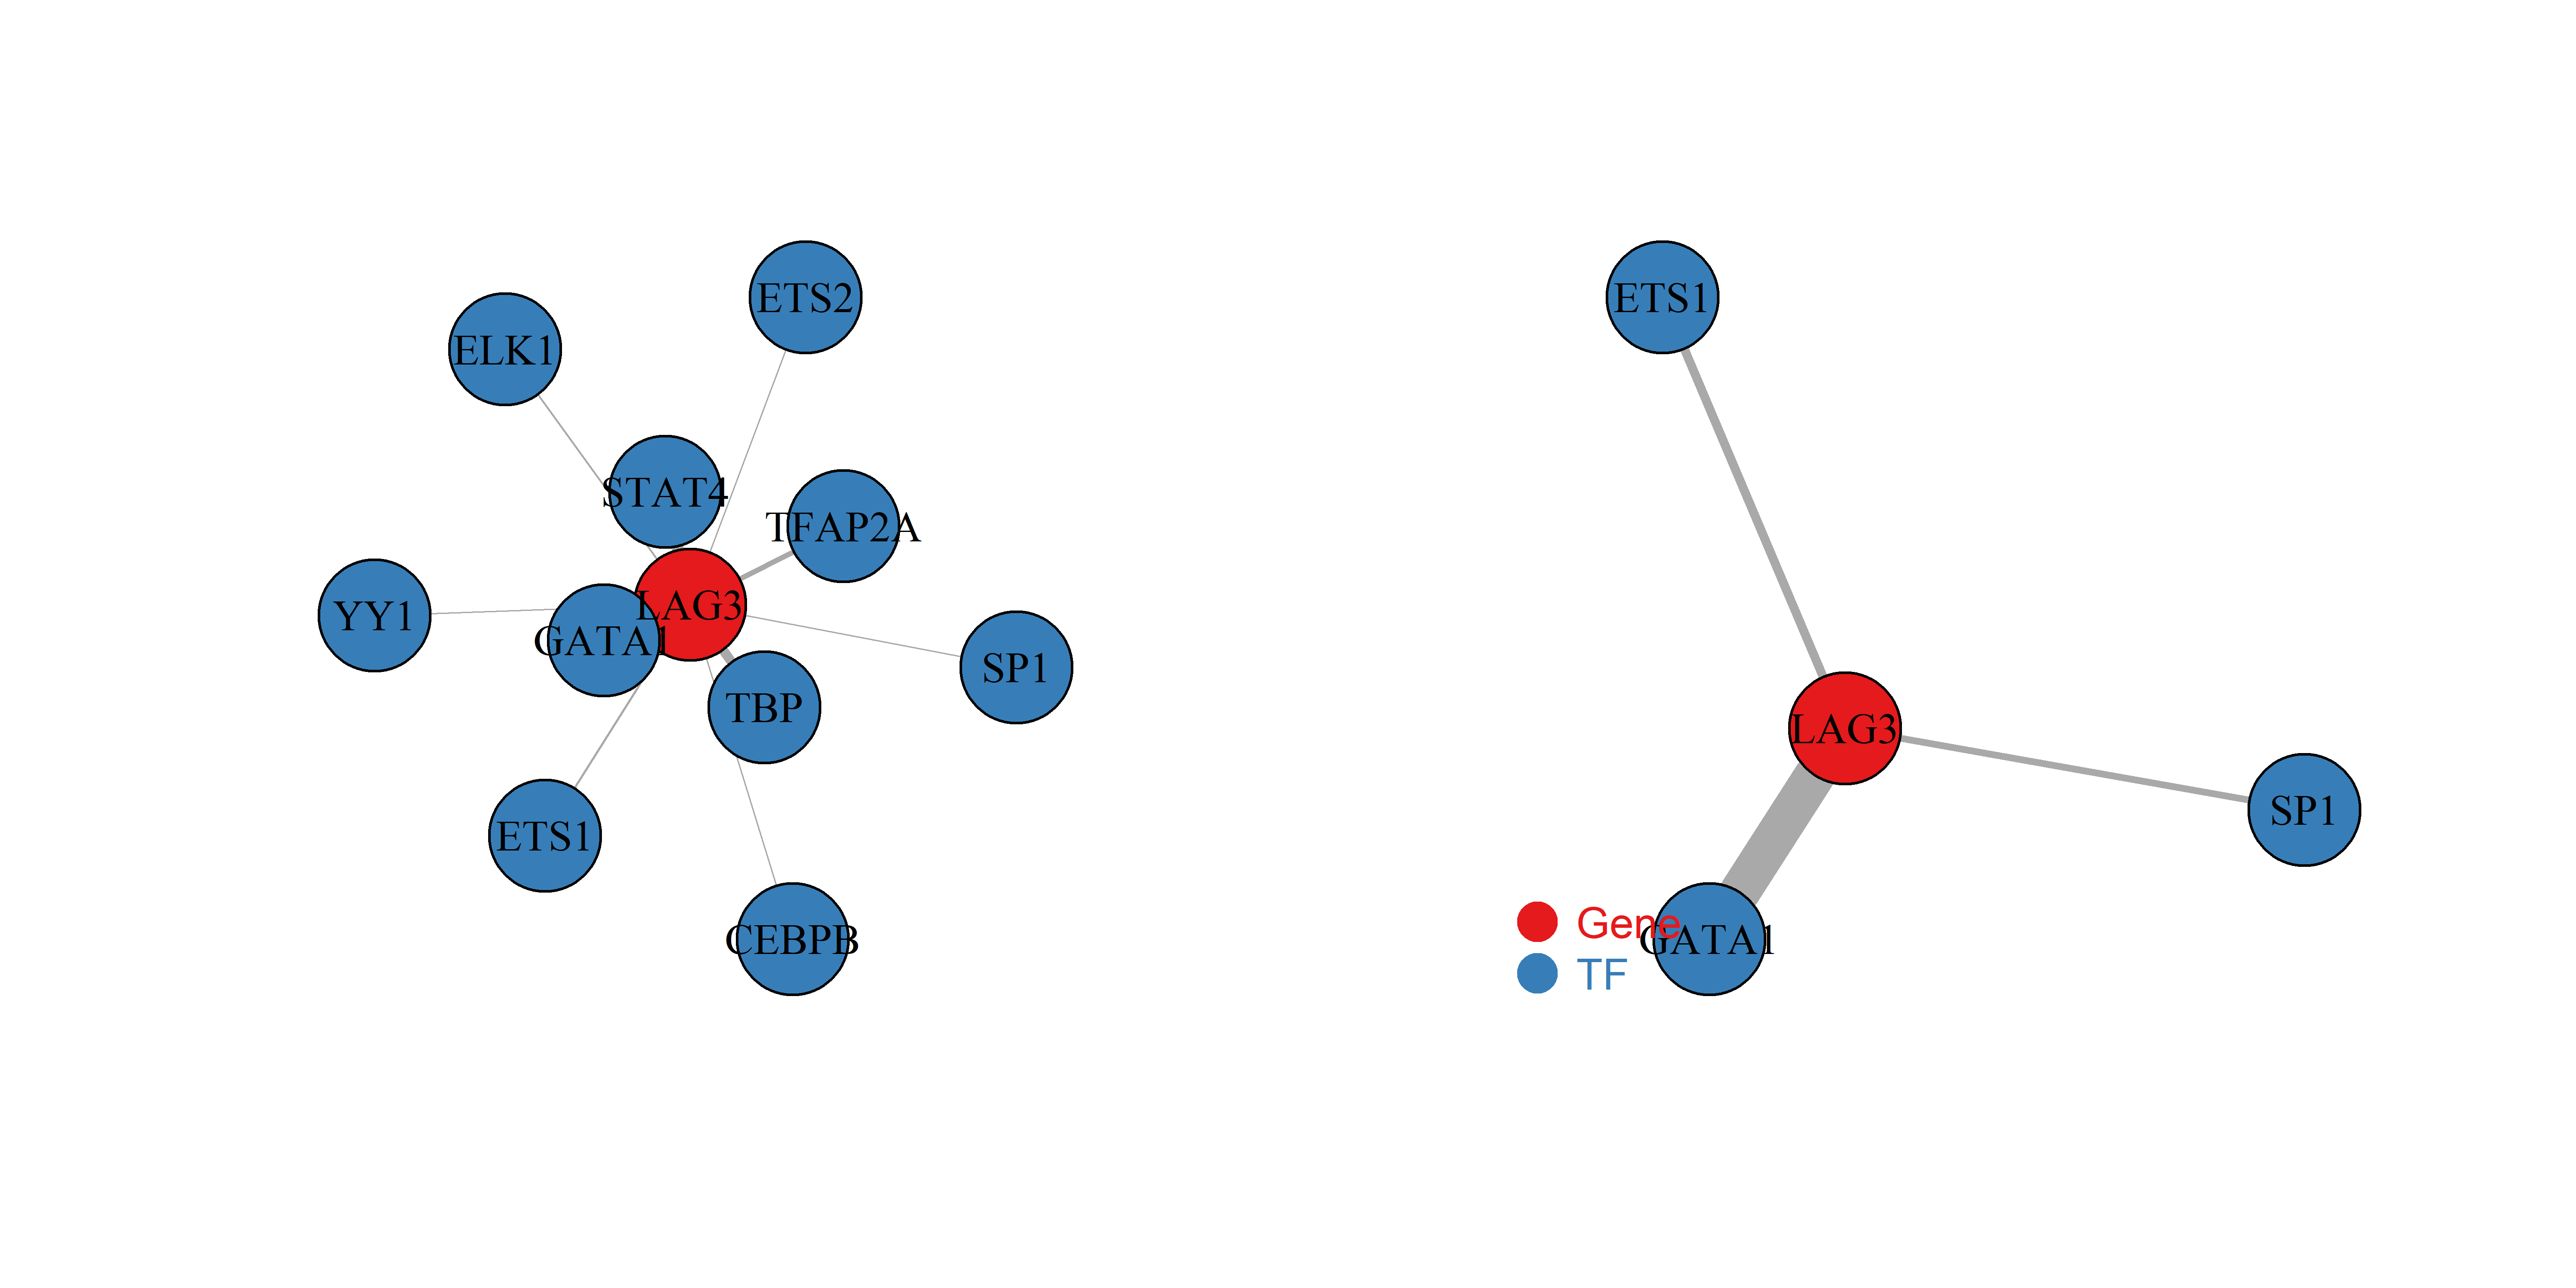 ETS2
ELK1
STAT4
TFAP2A
LAG3
YY1
GATA1
SP1
TBP
ETS1
CEBPB
ETS1
LAG3
SP1
Gene
GATA1
TF